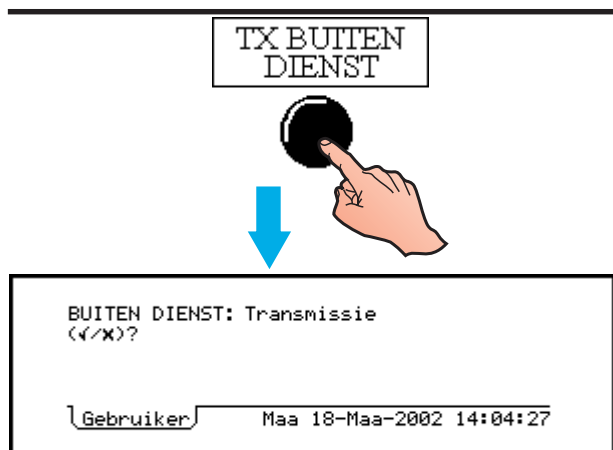 TX BUITEN
DIENST
BUITEN DIENST: Transmissie
(√/x)?
Gebruiker Maa 18-Maa-2002 14:04:27